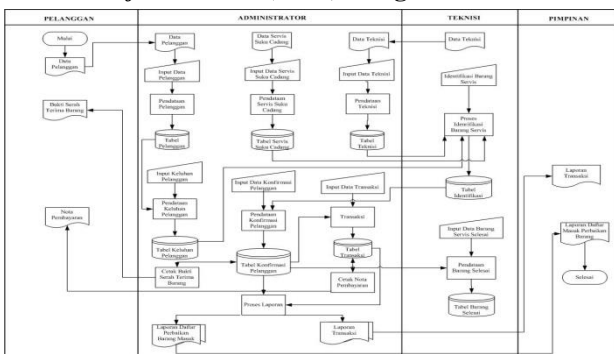 PELANGGAN
ADMINISTRATOR
TEKNISI
PIMPINAN
Mulai
Data
Pelanggan
Data
Pelanggan
Data Servis
Suku Cadang
Data Teknisi
Data Teknisi
Input Data
Pelanggan
Input Data Servis
Suku Cadang
Input Data Teknisi
Identifikasi Barang
Servis
Bukti Serah
Terima Barang
Pendataan
Pelanggan
Pendataan
Servis Suku
Cadang
Pendataan
Teknisi
Proses
Identifikasi
Barang Servis
Tabel
Pelanggan
Tabel Servis
Suku Cadang
Tabel
Teknisi
Input Keluhan
Pelanggan
Input Data Konfirmasi
Pelanggan
Input Data Transaksi
Tabel
Identifikasi
Laporan
Transaksi
Nota
Pembayaran
Pendataan
Keluhan
Pelanggan
Pendataan
Konfirmasi
Pelanggan
Transaksi
Input Data Barang
Servis Selesai
Laporan Daftar
Masuk Perbaikan
Barang
Tabel Keluhan
Pelanggan
Tabel Konfirmasi
Pelanggan
Tabel
Transaksi
Pendataan
Barang Selesai
Cetak Bukti
Serah Terima
Barang
Cetak Nota
Pembayaran
Selesai
Proses Laporan
Tabel Barang
Selesai
Laporan Daftar
Perbaikan
Barang Masuk
Laporan
Transaksi